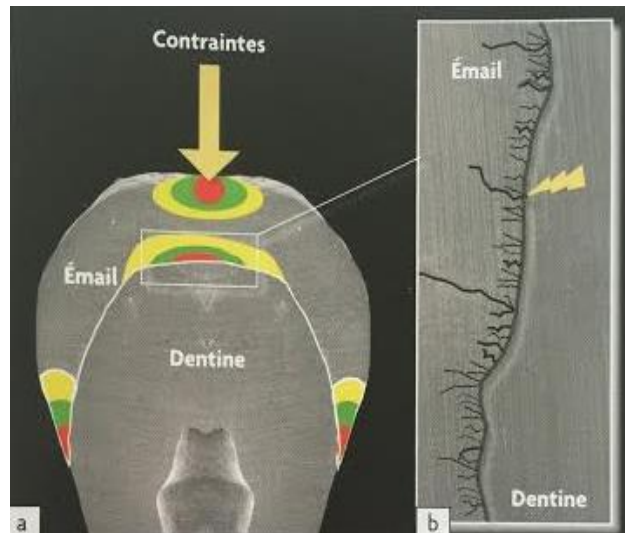 Contraintes
Émail
Dentine
a
Émail
Dentine
b